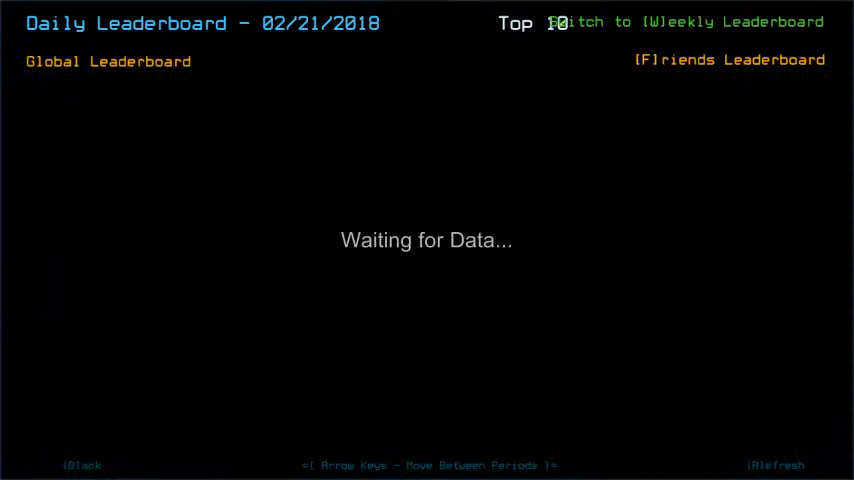 Daily Leaderboard - 02/21/2018
Top 10
Switch to [W]eekly Leaderboard
Global Leaderboard
[F]riends Leaderboard
Waiting for Data...
[B]ack
=[ Arrow Keys - Move Between Periods ]=
[R]efresh